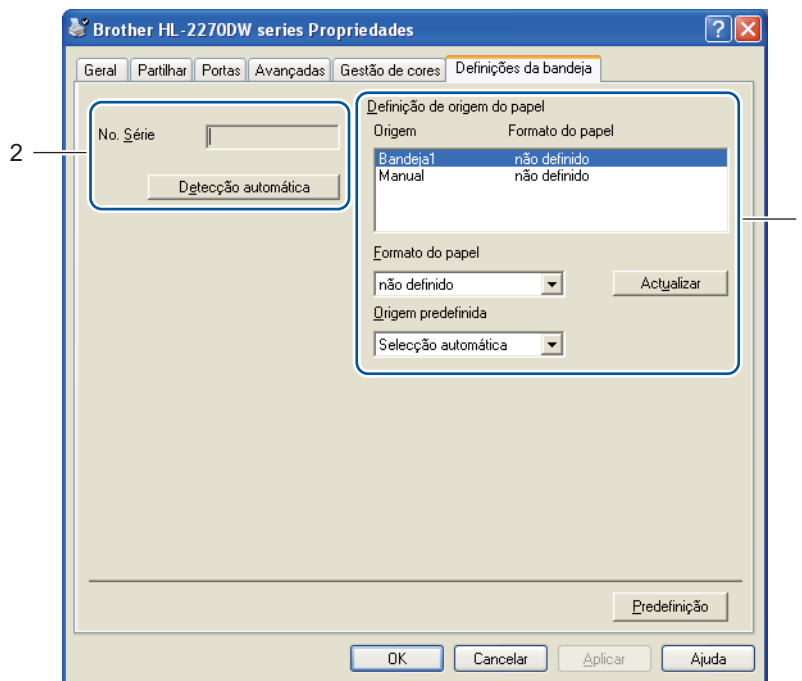 Brother HL-2270DW series Propriedades
Geral Partilhar Portas Avançadas Gestão de cores Definições da bandeja
Definição de origem do papel
No. Série
Origem Formato do papel
Bandeja1 não definido
Manual não definido
2
Detecção automática
Formato do papel
não definido Actualizar
Origem predefinida
Selecção automática
Predefinição
OK Cancelar Aplicar Ajuda